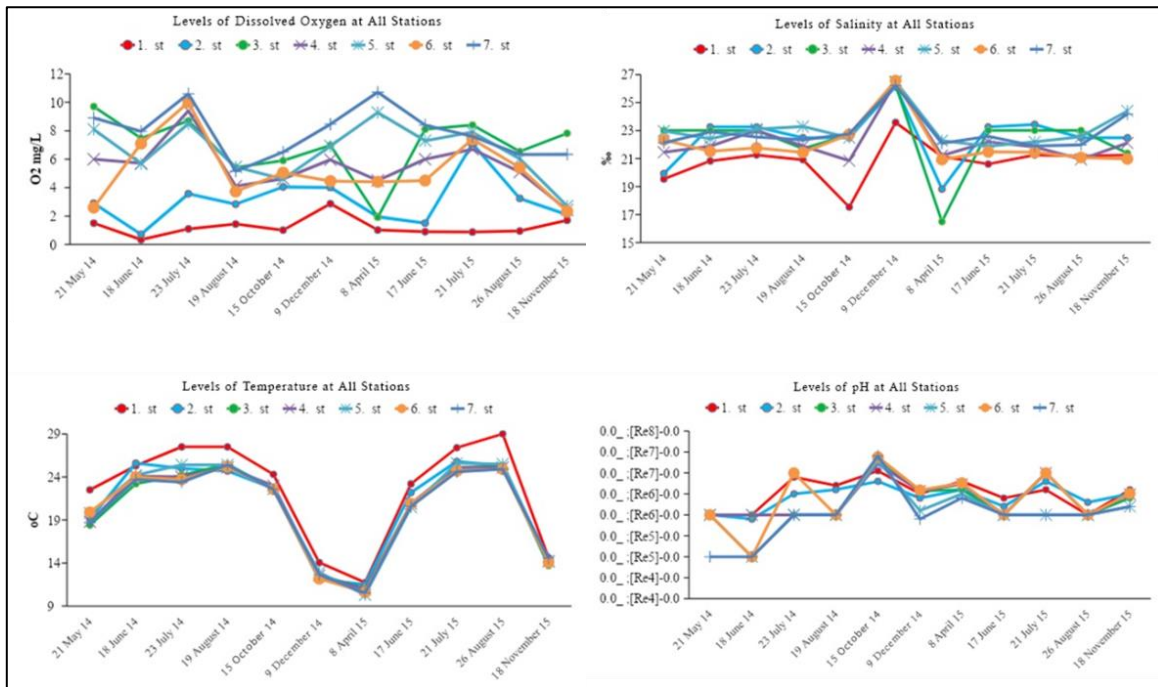 Levels of Dissolved Oxygen at All Stations
1. st 2. st 3. st 4. st 5. st 6. st 7. st
O2 mg/L
12
10
8
6
4
2
0
21 May 14 18 June 14 23 July 14 19 August 14 15 October 14 9 December 14 8 April 15 17 June 15 21 July 15 26 August 15 18 November 15
Levels of Salinity at All Stations
1. st 2. st 3. st 4. st 5. st 6. st 7. st
‰
27
25
23
21
19
17
15
21 May 14 18 June 14 23 July 14 19 August 14 15 October 14 9 December 14 8 April 15 17 June 15 21 July 15 26 August 15 18 November 15
Levels of Temperature at All Stations
1. st 2. st 3. st 4. st 5. st 6. st 7. st
oC
29
24
19
14
9
21 May 14 18 June 14 23 July 14 19 August 14 15 October 14 9 December 14 8 April 15 17 June 15 21 July 15 26 August 15 18 November 15
Levels of pH at All Stations
1. st 2. st 3. st 4. st 5. st 6. st 7. st
0.0_ ;[Re8]-0.0
0.0_ ;[Re7]-0.0
0.0_ ;[Re7]-0.0
0.0_ ;[Re6]-0.0
0.0_ ;[Re6]-0.0
0.0_ ;[Re5]-0.0
0.0_ ;[Re5]-0.0
0.0_ ;[Re4]-0.0
0.0_ ;[Re4]-0.0
21 May 14 18 June 14 23 July 14 19 August 14 15 October 14 9 December 14 8 April 15 17 June 15 21 July 15 26 August 15 18 November 15